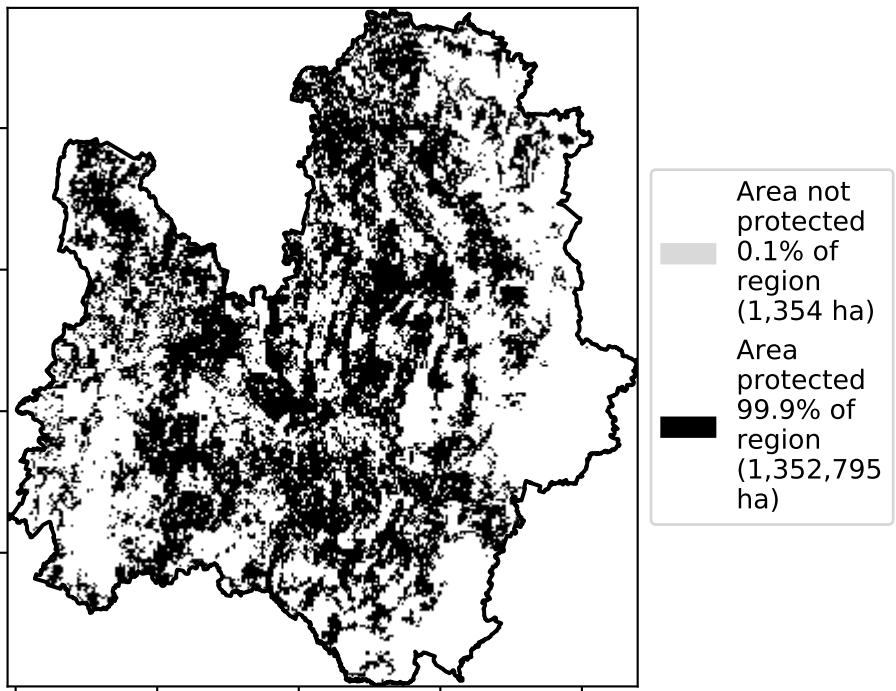 Area not
protected
0.1% of
region
(1,354 ha)
Area
protected
99.9% of
region
(1,352,795
ha)